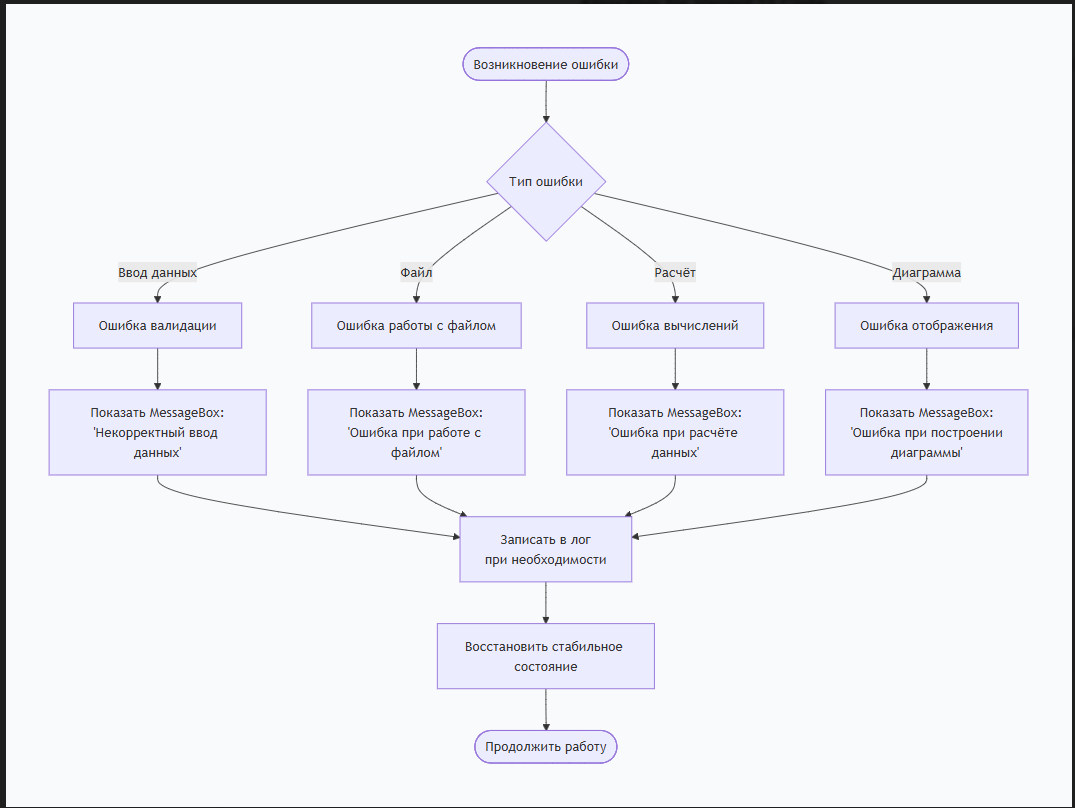 Возникновение ошибки
Тип ошибки
Ввод данных
Файл
Расчёт
Диаграмма
Ошибка валидации
Ошибка работы с файлом
Ошибка вычислений
Ошибка отображения
Показать MessageBox:
'Некорректный ввод
данных'
Показать MessageBox:
'Ошибка при работе с
файлом'
Показать MessageBox:
'Ошибка при расчёте
данных'
Показать MessageBox:
'Ошибка при построении
диаграммы'
Записать в лог
при необходимости
Восстановить стабильное
состояние
Продолжить работу